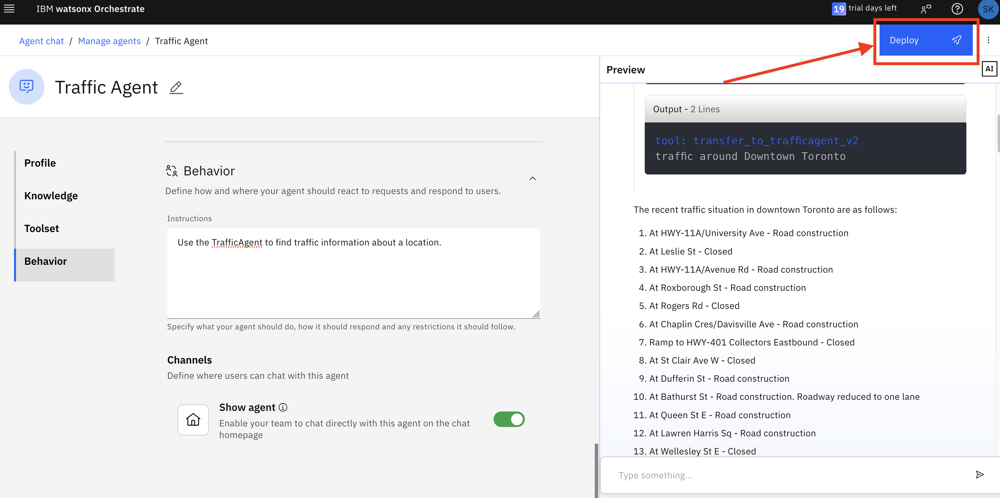 IBM watsonx Orchestrate
19 trial days left
SK
Agent chat / Manage agents / Traffic Agent
Deploy
Traffic Agent
Profile
Knowledge
Toolset
Behavior
Behavior
Define how and where your agent should react to requests and respond to users.
Instructions
Use the TrafficAgent to find traffic information about a location.
Specify what your agent should do, how it should respond and any restrictions it should follow.
Channels
Define where users can chat with this agent
Show agent
Enable your team to chat directly with this agent on the chat
homepage
Preview
AI
Output - 2 Lines
tool: transfer_to_trafficagent_v2
traffic around Downtown Toronto
The recent traffic situation in downtown Toronto are as follows:
1. At HWY-11A/University Ave - Road construction
2. At Leslie St - Closed
3. At HWY-11A/Avenue Rd - Road construction
4. At Roxborough St - Road construction
5. At Rogers Rd - Closed
6. At Chaplin Cres/Davisville Ave - Road construction
7. Ramp to HWY-401 Collectors Eastbound - Closed
8. At St Clair Ave W - Closed
9. At Dufferin St - Road construction
10. At Bathurst St - Road construction. Roadway reduced to one lane
11. At Queen St E - Road construction
12. At Lawren Harris Sq - Road construction
13. At Wellesley St E - Closed
Type something...